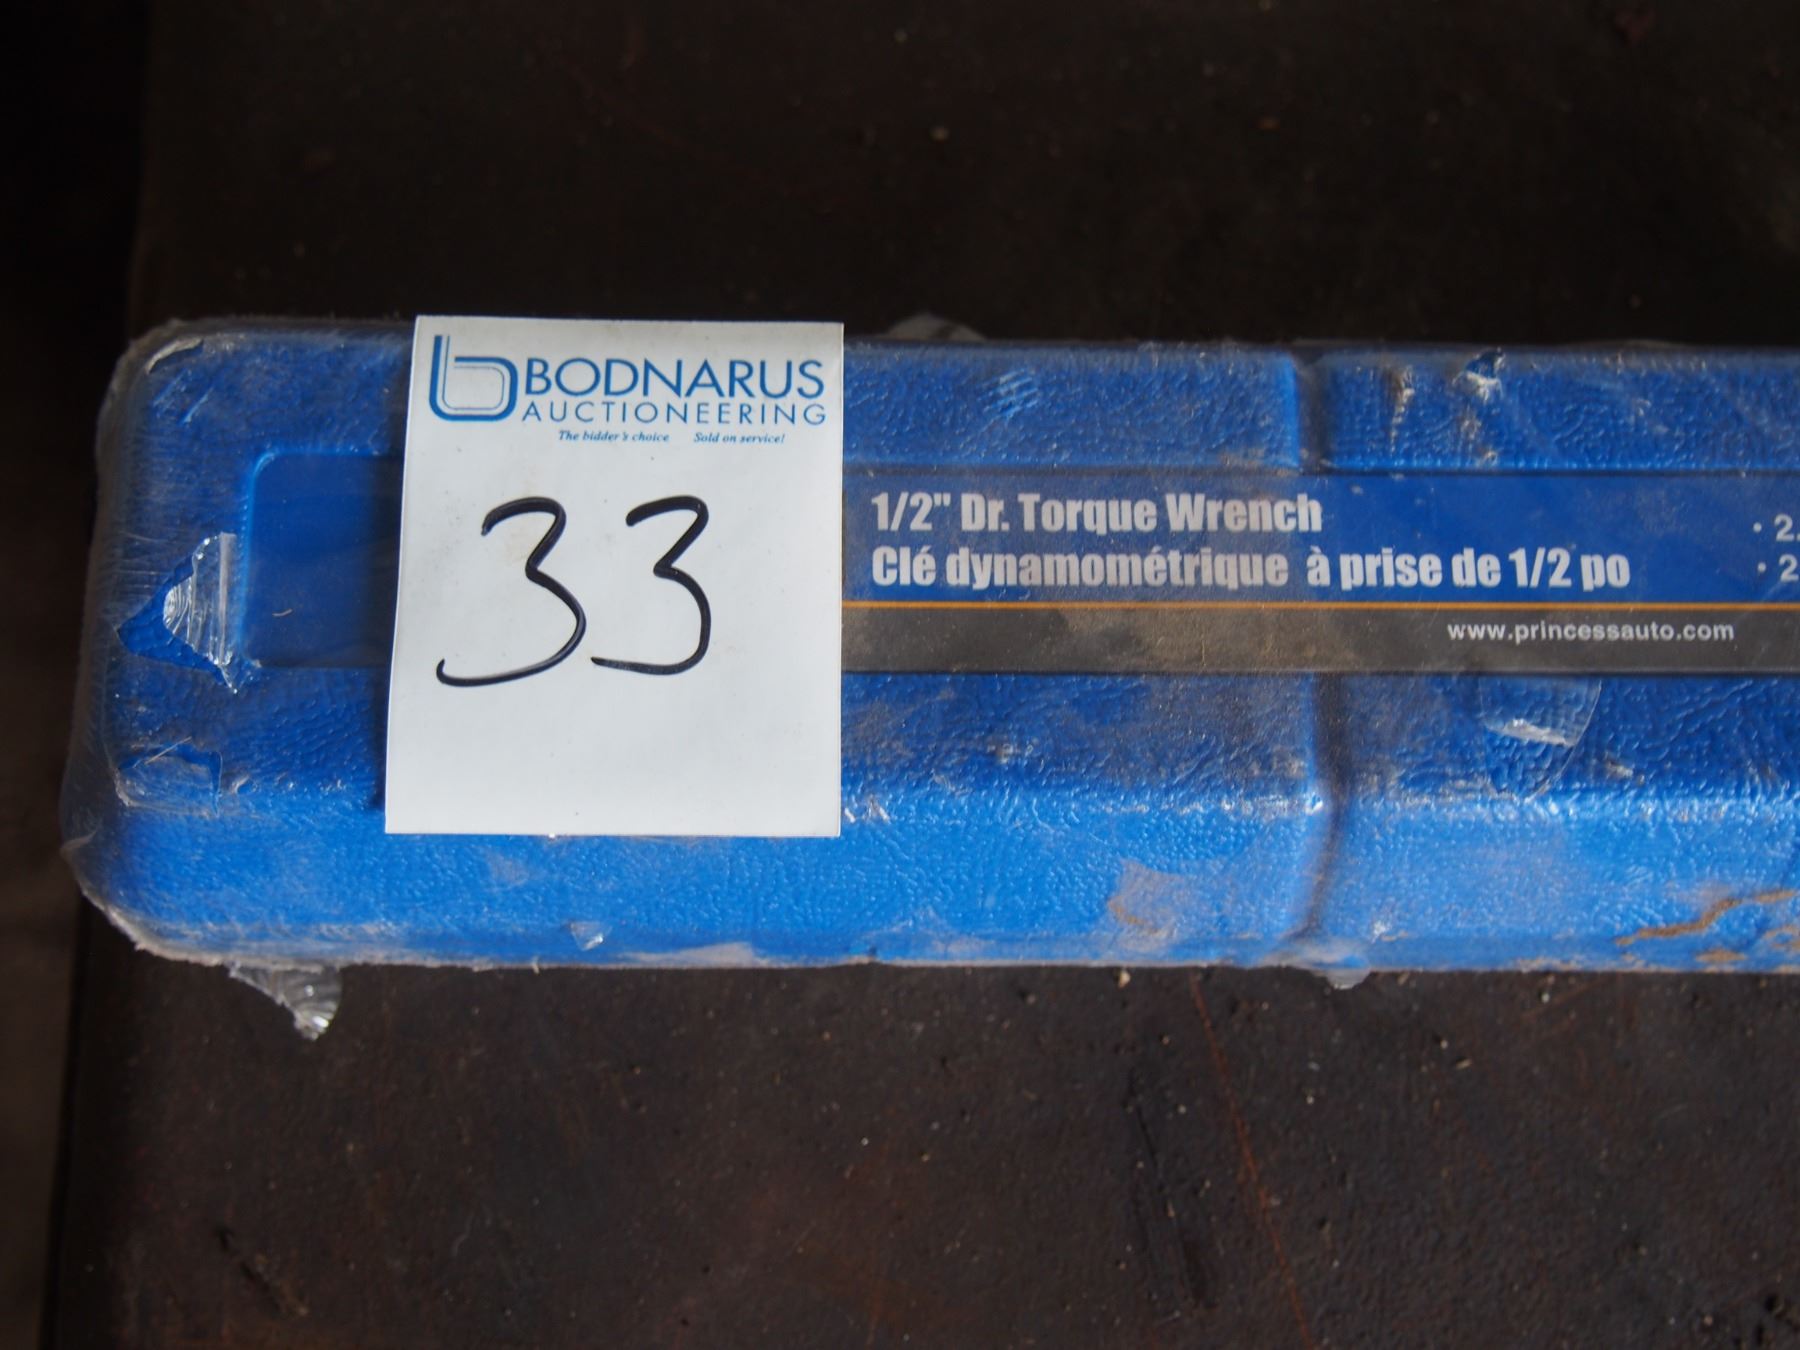 BODNARUS
AUCTIONEERING
The bidder's choice Sold on service!
33
1/2" Dr. Torque Wrench
Clé dynamométrique à prise de 1/2 po
www.princessauto.com